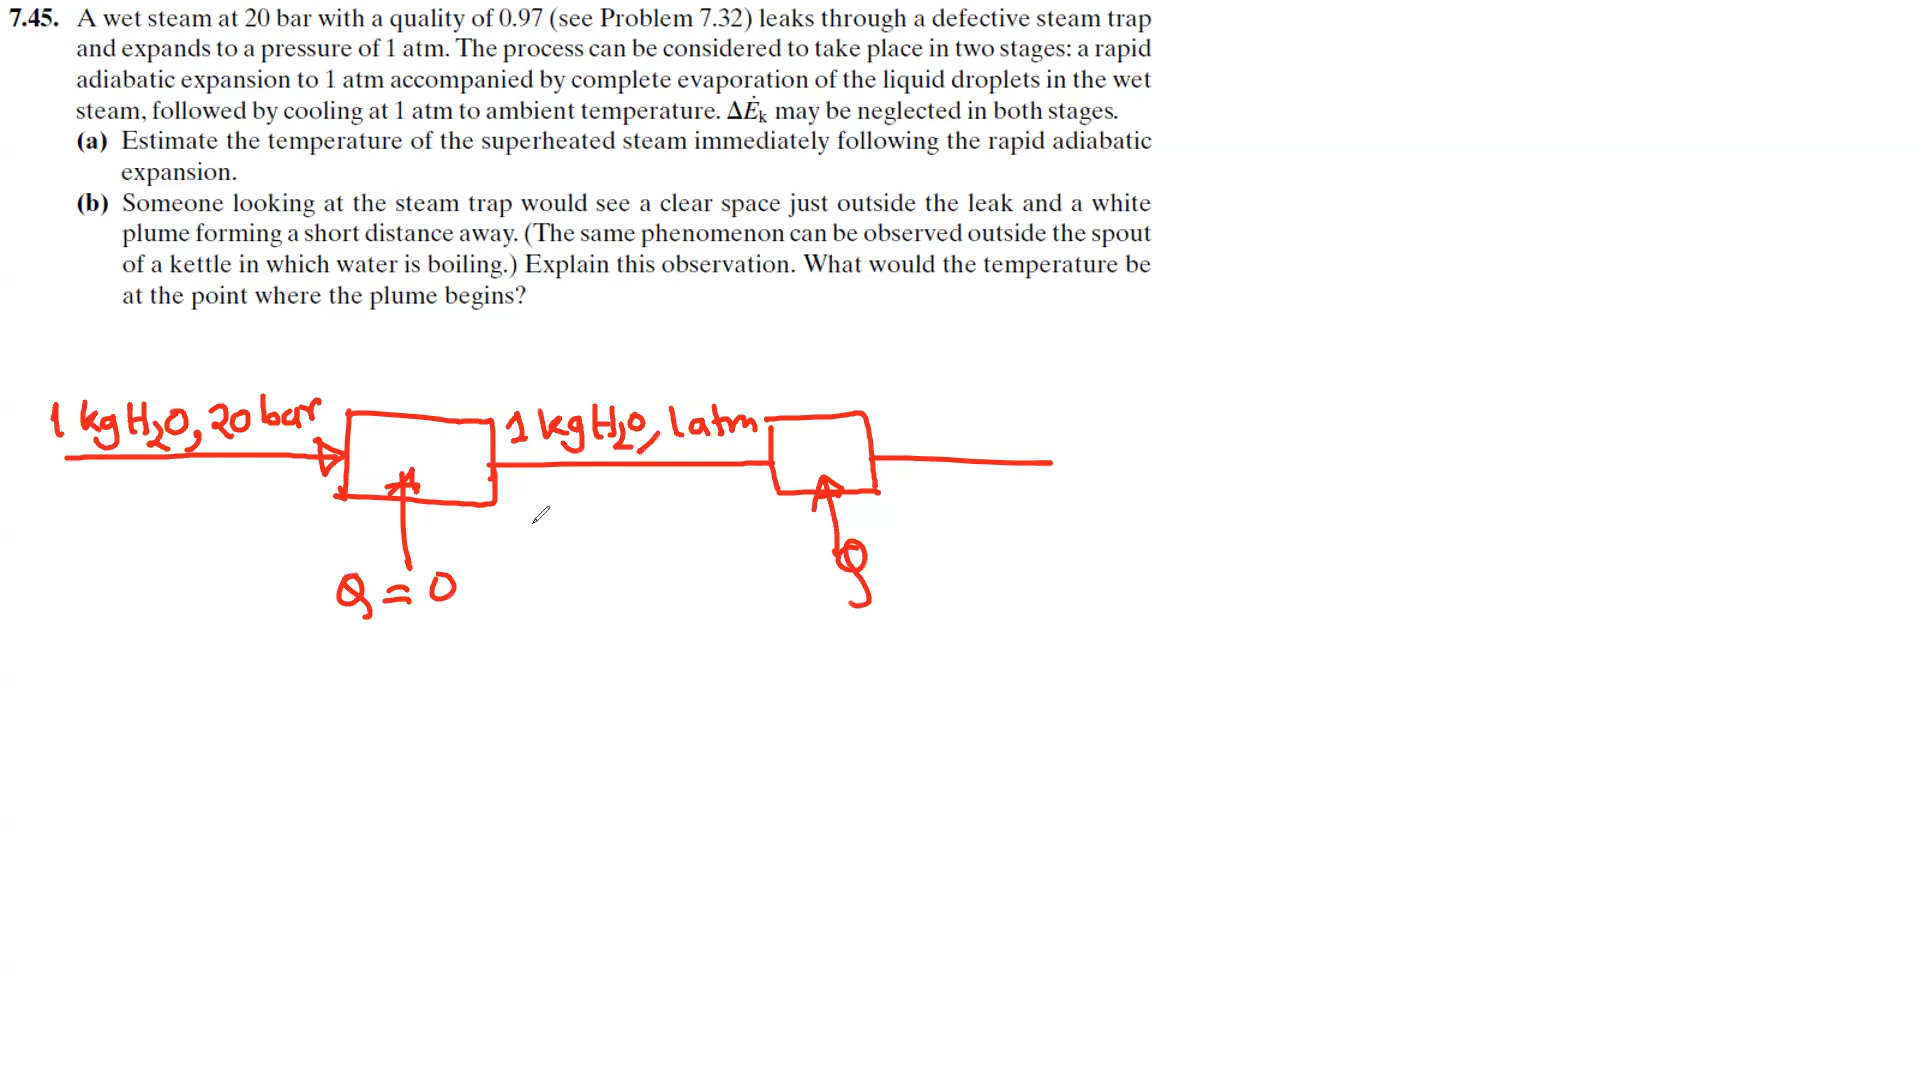 7.45. A wet steam at 20 bar with a quality of 0.97 (see Problem 7.32) leaks through a defective steam trap
and expands to a pressure of 1 atm. The process can be considered to take place in two stages: a rapid
adiabatic expansion to 1 atm accompanied by complete evaporation of the liquid droplets in the wet
steam, followed by cooling at 1 atm to ambient temperature. ΔĖk may be neglected in both stages.
(a) Estimate the temperature of the superheated steam immediately following the rapid adiabatic
expansion.
(b) Someone looking at the steam trap would see a clear space just outside the leak and a white
plume forming a short distance away. (The same phenomenon can be observed outside the spout
of a kettle in which water is boiling.) Explain this observation. What would the temperature be
at the point where the plume begins?
1 kg H2O, 20 bar
1 kg H2O, 1 atm
Q = 0
Q